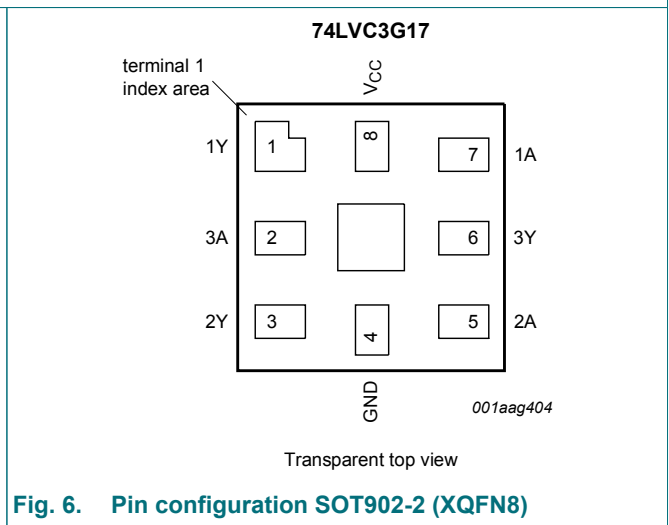 74LVC3G17
terminal 1
index area
VCC
1Y 1 8 7 1A
3A 2 6 3Y
2Y 3 4 5 2A
GND
001aag404
Transparent top view
Fig. 6. Pin configuration SOT902-2 (XQFN8)